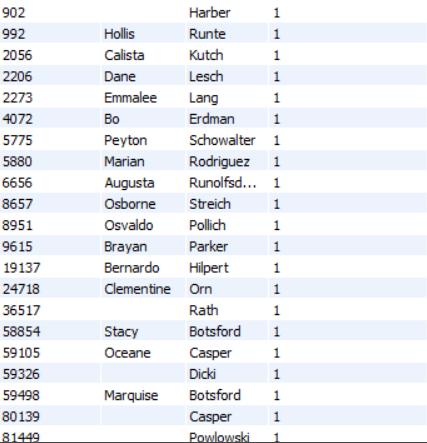 902 Harber 1
992 Hollis Runte 1
2056 Calista Kutch 1
2206 Dane Lesch 1
2273 Emmalee Lang 1
4072 Bo Erdman 1
5775 Peyton Schowalter 1
5880 Marian Rodriguez 1
6656 Augusta Runolfsd... 1
8657 Osborne Streich 1
8951 Osvaldo Pollich 1
9615 Brayan Parker 1
19137 Bernardo Hilpert 1
24718 Clementine Orn 1
36517 Rath 1
58854 Stacy Botsford 1
59105 Oceane Casper 1
59326 Dicki 1
59498 Marquise Botsford 1
80139 Casper 1
81449 Powlowski 1